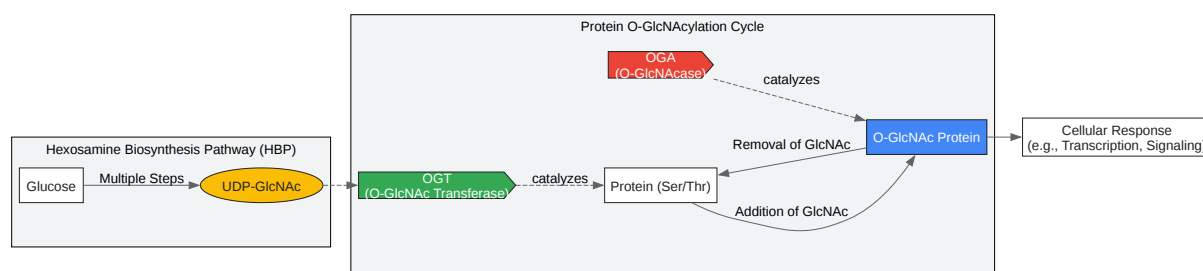 Protein O-GlcNAcylation Cycle
OGA
(O-GlcNAcase)
catalyzes
O-GlcNAc Protein
Cellular Response
(e.g., Transcription, Signaling)
Hexosamine Biosynthesis Pathway (HBP)
Removal of GlcNAc
Glucose
Multiple Steps
UDP-GlcNAc
OGT
(O-GlcNAc Transferase)
catalyzes
Protein (Ser/Thr)
Addition of GlcNAc